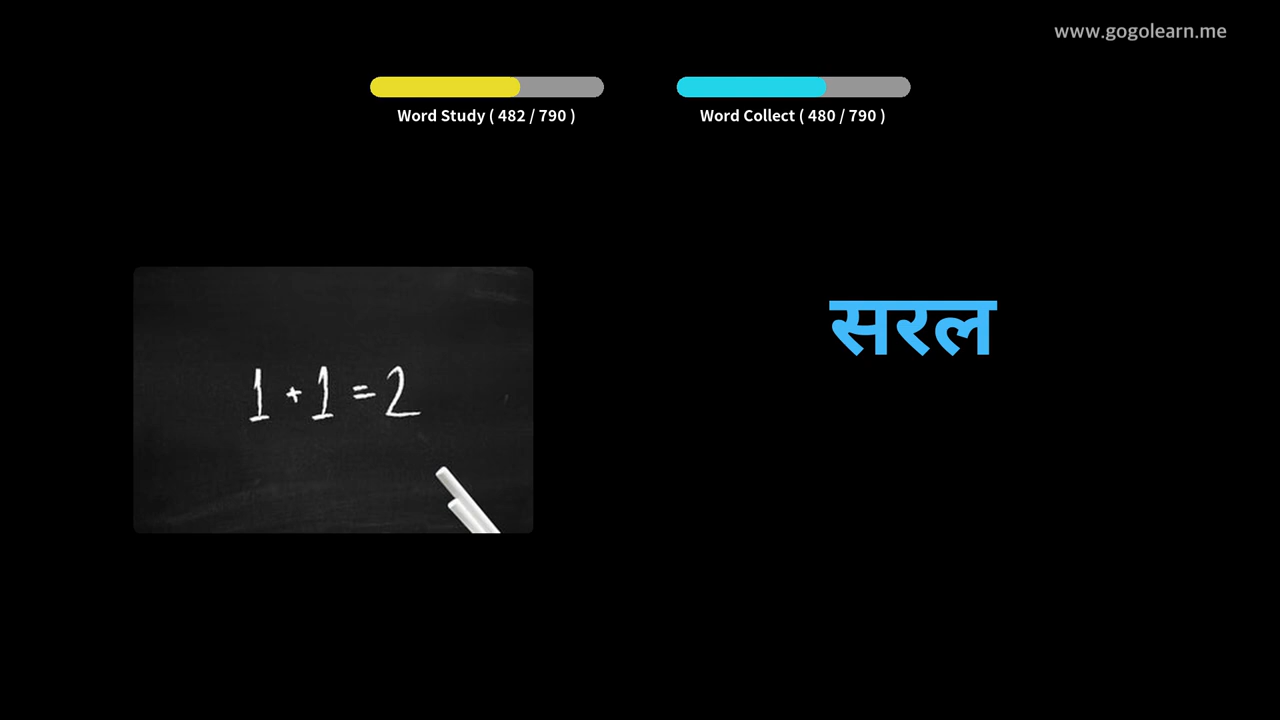 www.gogolearn.me
Word Study ( 482 / 790 )
Word Collect ( 480 / 790 )
1 + 1 = 2
सरल